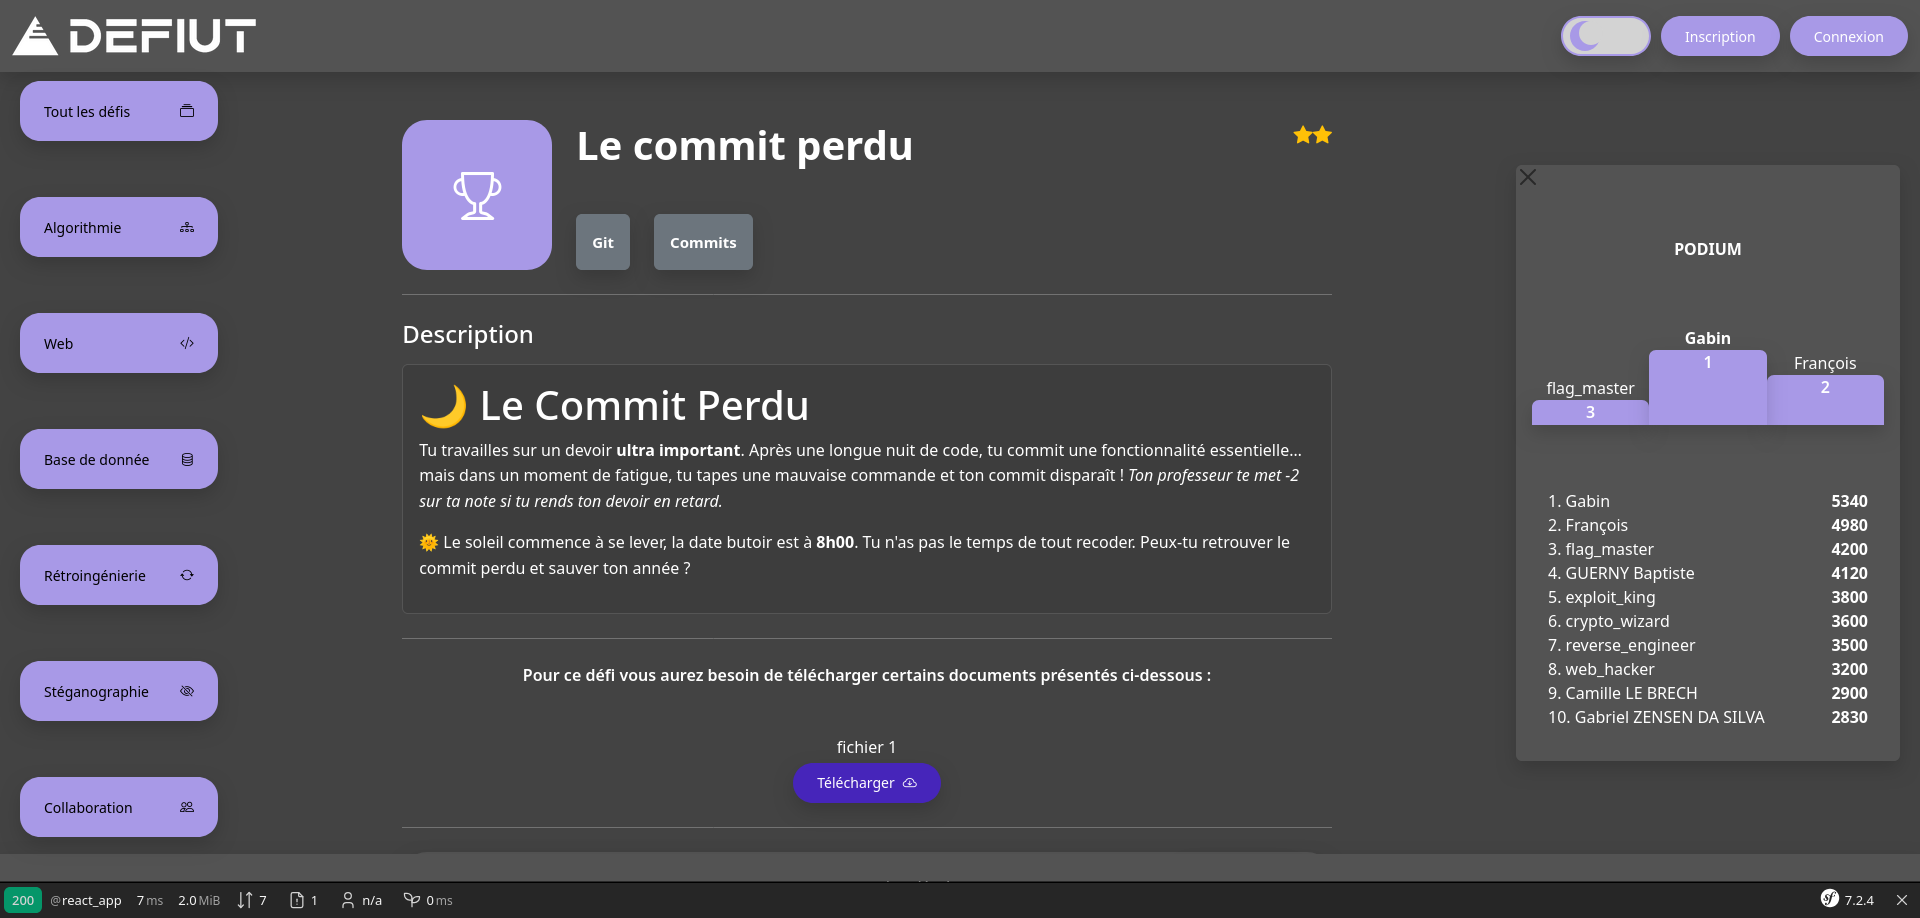 DEFIUT
Inscription
Connexion
Tout les défis
Algorithmie
Web
Base de donnée
Rétroingénierie
Stéganographie
Collaboration
Le commit perdu
Git
Commits
Description
🌙 Le Commit Perdu
Tu travailles sur un devoir ultra important. Après une longue nuit de code, tu commit une fonctionnalité essentielle...
mais dans un moment de fatigue, tu tapes une mauvaise commande et ton commit disparaît ! Ton professeur te met -2
sur ta note si tu rends ton devoir en retard.
🌞 Le soleil commence à se lever, la date butoir est à 8h00. Tu n'as pas le temps de tout recoder. Peux-tu retrouver le
commit perdu et sauver ton année ?
Pour ce défi vous aurez besoin de télécharger certains documents présentés ci-dessous :
fichier 1
Télécharger
PODIUM
Gabin
1
François
2
flag_master
3
1. Gabin 5340
2. François 4980
3. flag_master 4200
4. GUERNY Baptiste 4120
5. exploit_king 3800
6. crypto_wizard 3600
7. reverse_engineer 3500
8. web_hacker 3200
9. Camille LE BRECH 2900
10. Gabriel ZENSEN DA SILVA 2830
200 @react_app 7 ms 2.0 MiB 7 1 n/a 0 ms sf 7.2.4